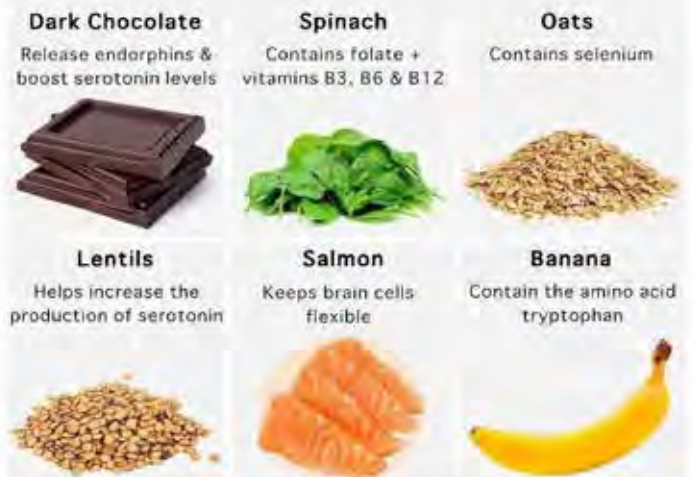 Dark Chocolate
Release endorphins &
boost serotonin levels
Spinach
Contains folate +
vitamins B3, B6 & B12
Oats
Contains selenium
Lentils
Helps increase the
production of serotonin
Salmon
Keeps brain cells
flexible
Banana
Contain the amino acid
tryptophan